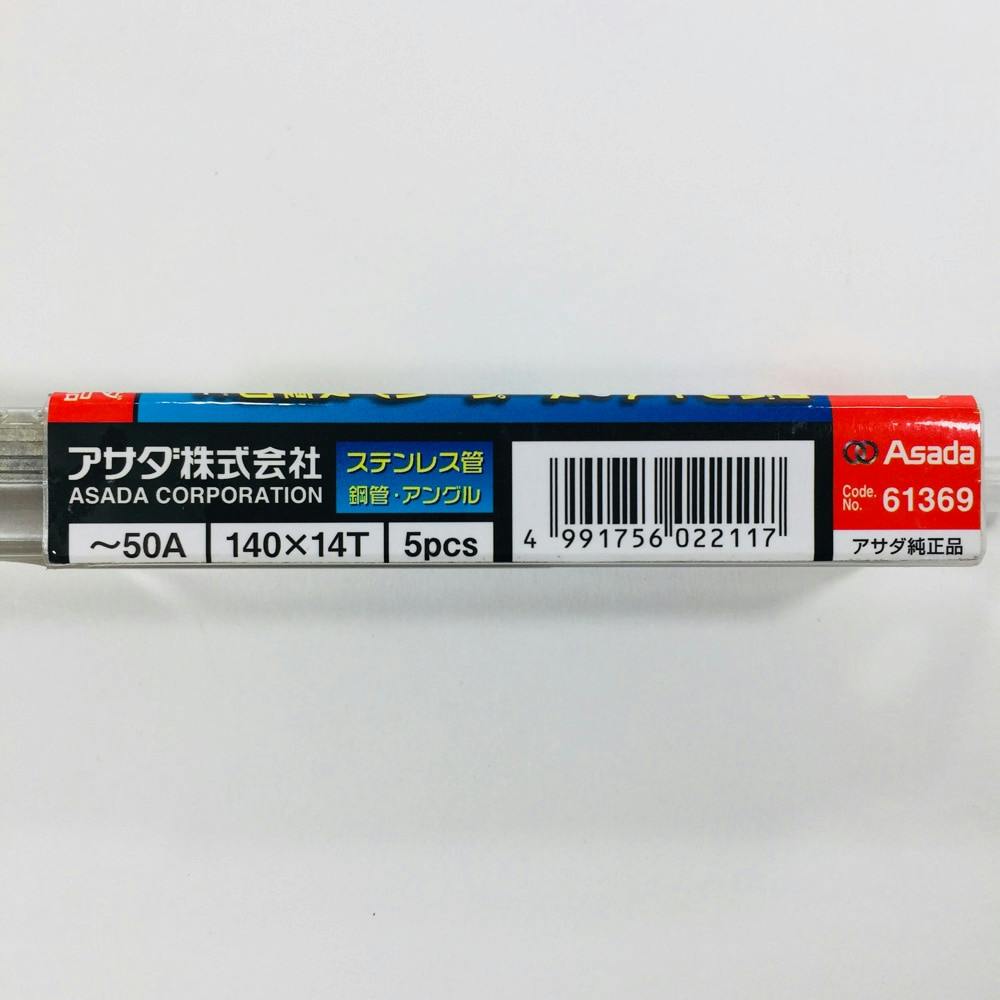 アサダ株式会社
ASADA CORPORATION
ステンレス管
鋼管・アングル
～50A
140×14T
5pcs
4 991756 022117
Asada
Code. No. 61369
アサダ純正品